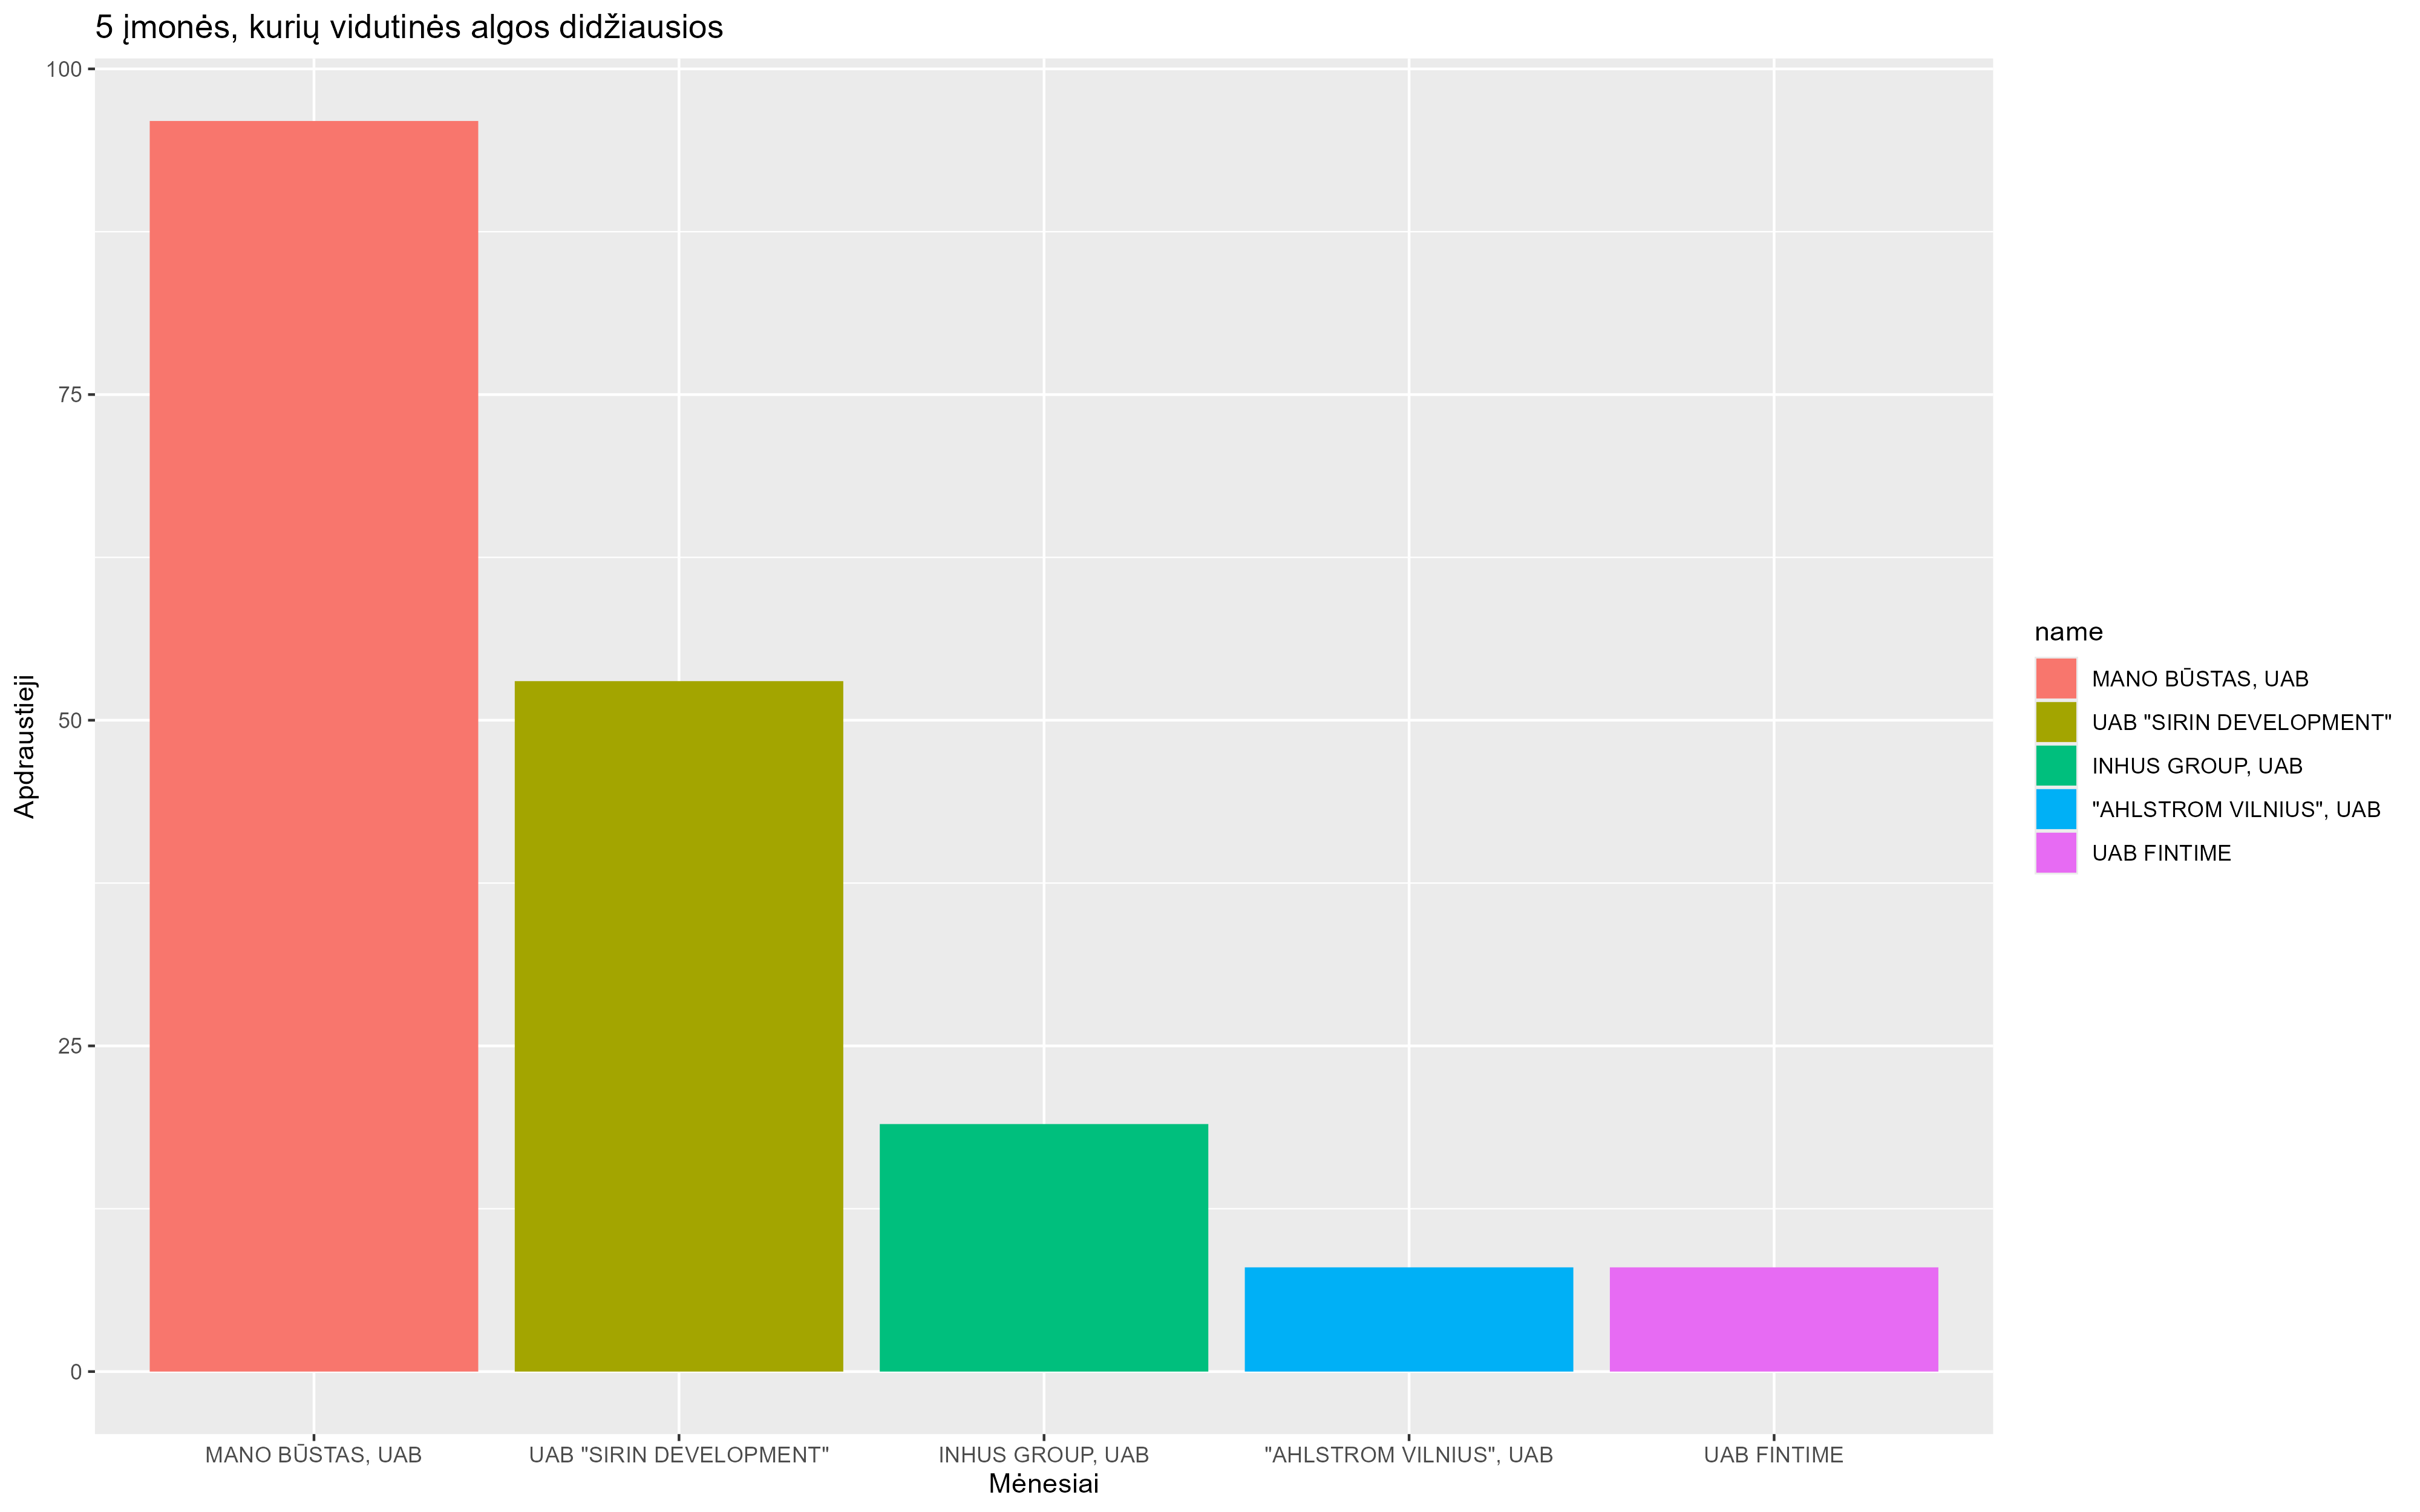 5 įmonės, kurių vidutinės algos didžiausios
Apdraustieji
100
75
50
25
0
MANO BŪSTAS, UAB
UAB "SIRIN DEVELOPMENT"
INHUS GROUP, UAB
"AHLSTROM VILNIUS", UAB
UAB FINTIME
Mėnesiai
name
MANO BŪSTAS, UAB
UAB "SIRIN DEVELOPMENT"
INHUS GROUP, UAB
"AHLSTROM VILNIUS", UAB
UAB FINTIME